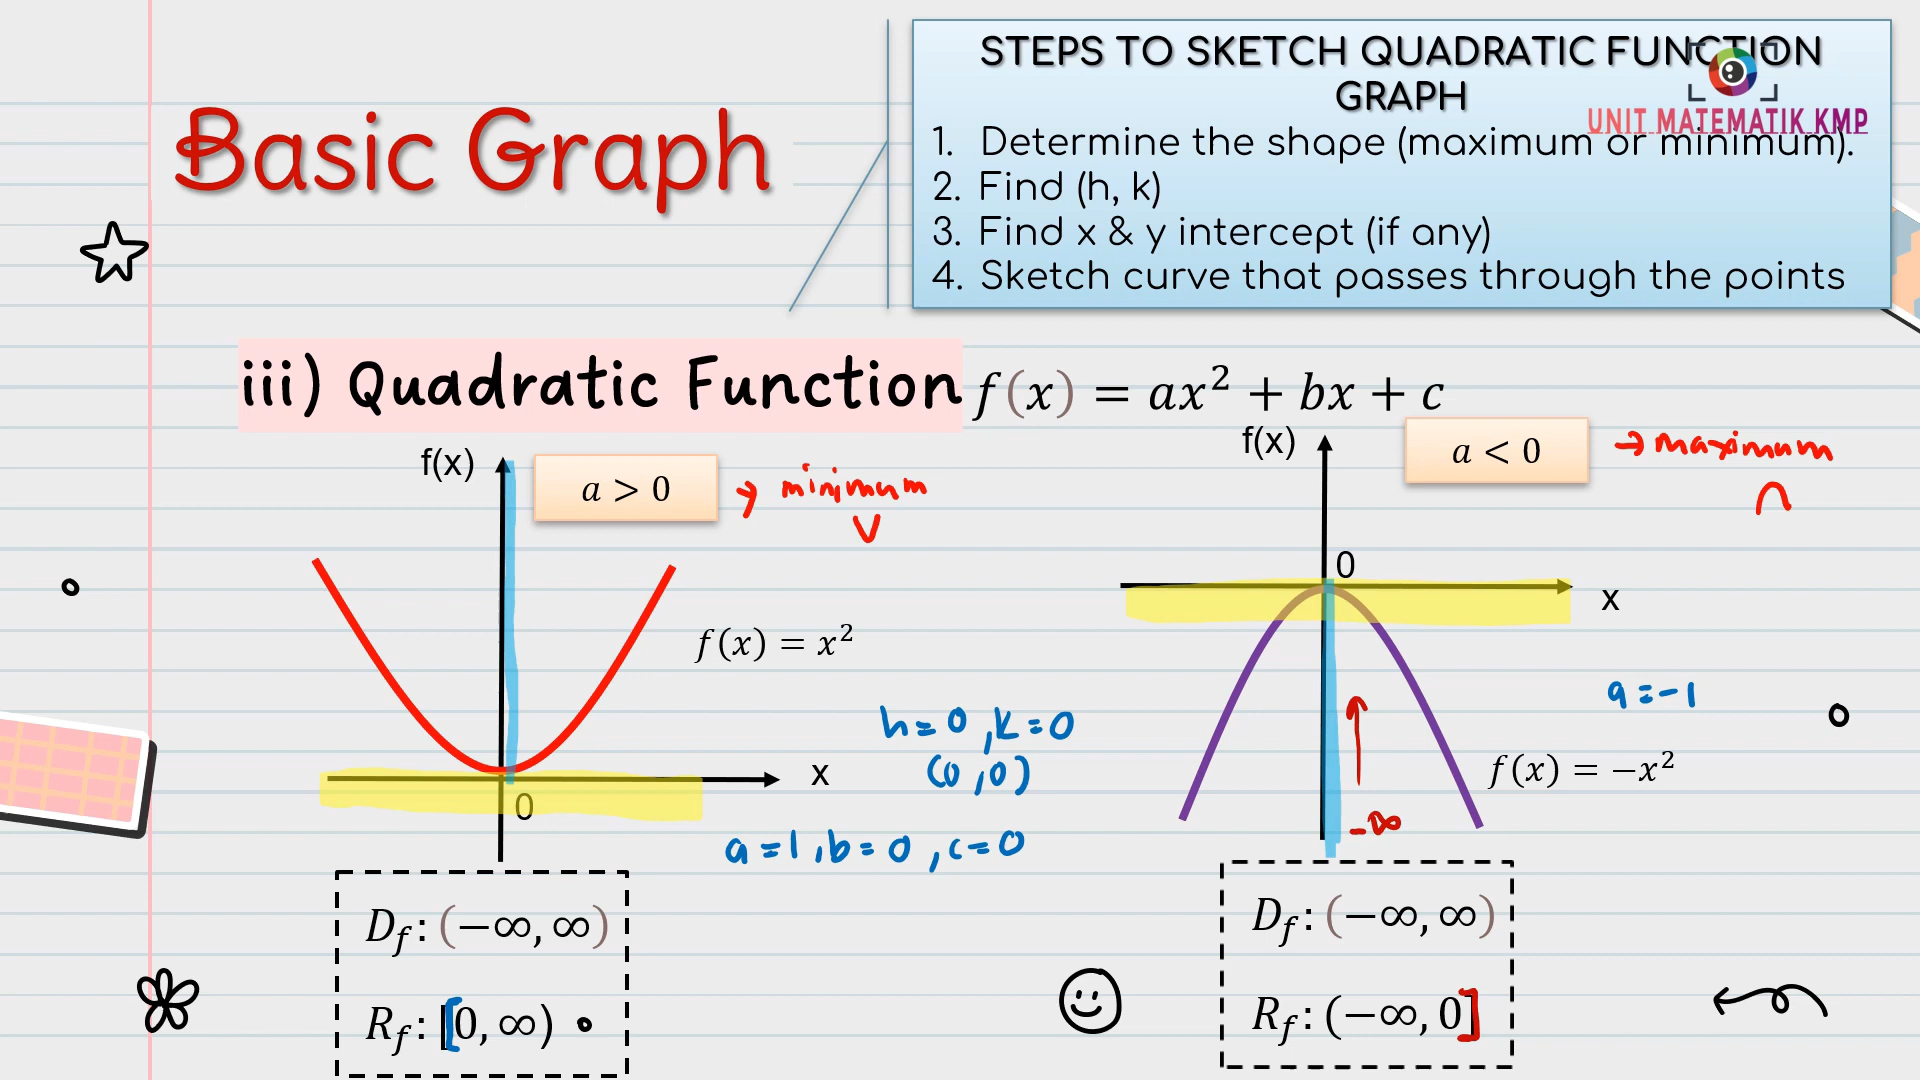 STEPS TO SKETCH QUADRATIC FUNCTION
GRAPH
UNIT MATEMATIK KMP
1. Determine the shape (maximum or minimum).
2. Find (h, k)
3. Find x & y intercept (if any)
4. Sketch curve that passes through the points
Basic Graph
iii) Quadratic Function f(x) = ax² + bx + c
f(x)
a > 0
→ minimum
f(x) = x²
x
0
h=0 , k=0
(0 , 0)
a=1 , b=0 , c=0
D_f: (−∞, ∞)
R_f: [0, ∞)
f(x)
a < 0
→ maximum
0
x
a=-1
f(x) = −x²
-∞
D_f: (−∞, ∞)
R_f: (−∞, 0]